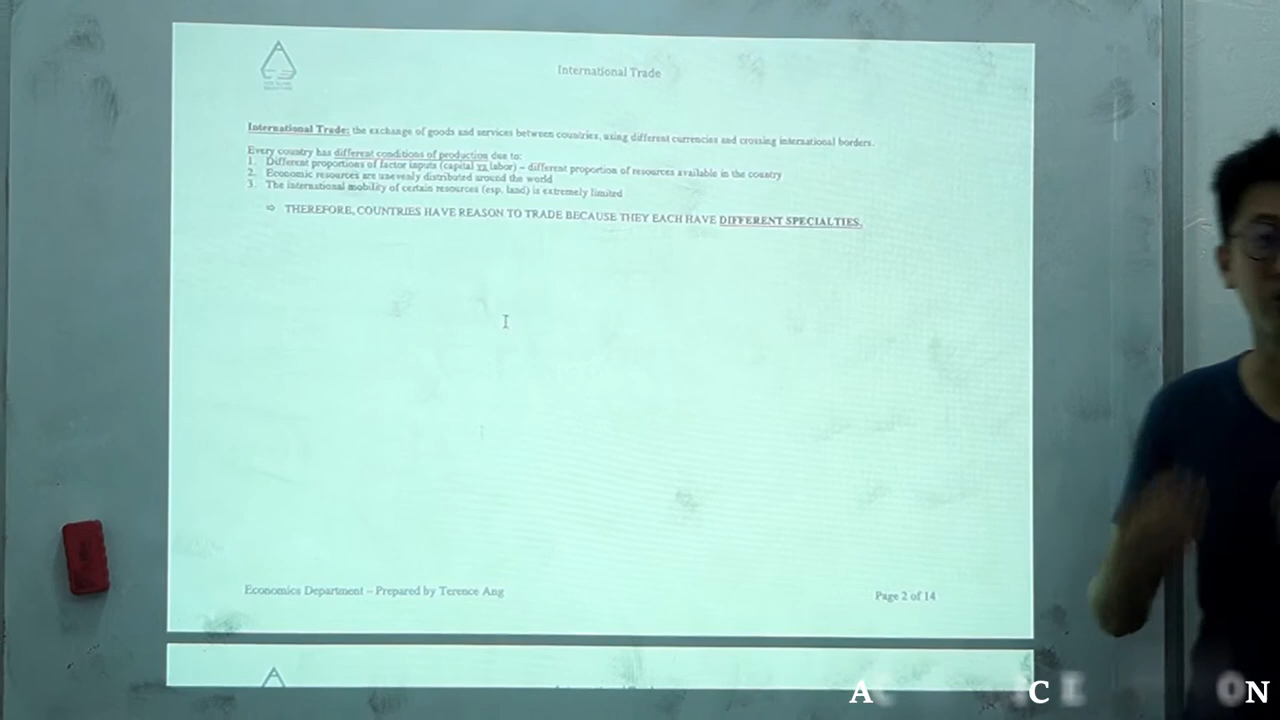 International Trade
International Trade: the exchange of goods and services between countries, using different currencies and crossing international borders.
Every country has different conditions of production due to:
1. Different proportions of factor inputs (capital vs labor) – different proportion of resources available in the country
2. Economic resources are unevenly distributed around the world
3. The international mobility of certain resources (esp. land) is extremely limited
⇨ THEREFORE, COUNTRIES HAVE REASON TO TRADE BECAUSE THEY EACH HAVE DIFFERENT SPECIALTIES.
Economics Department – Prepared by Terence Ang
Page 2 of 14